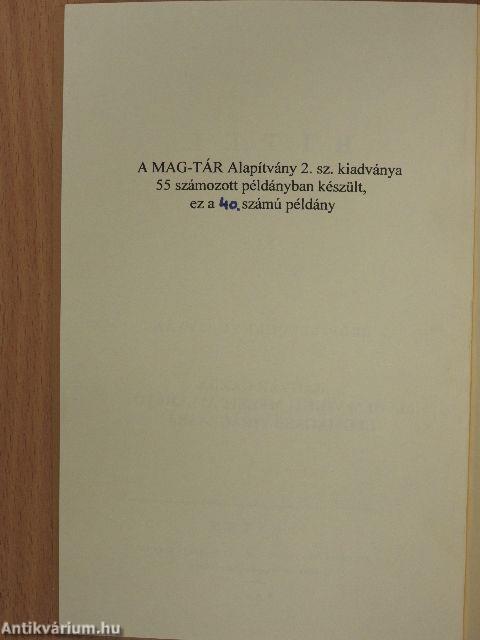 A MAG-TÁR Alapítvány 2. sz. kiadványa
55 számozott példányban készült,
ez a 40. számú példány
Antikvárium.hu